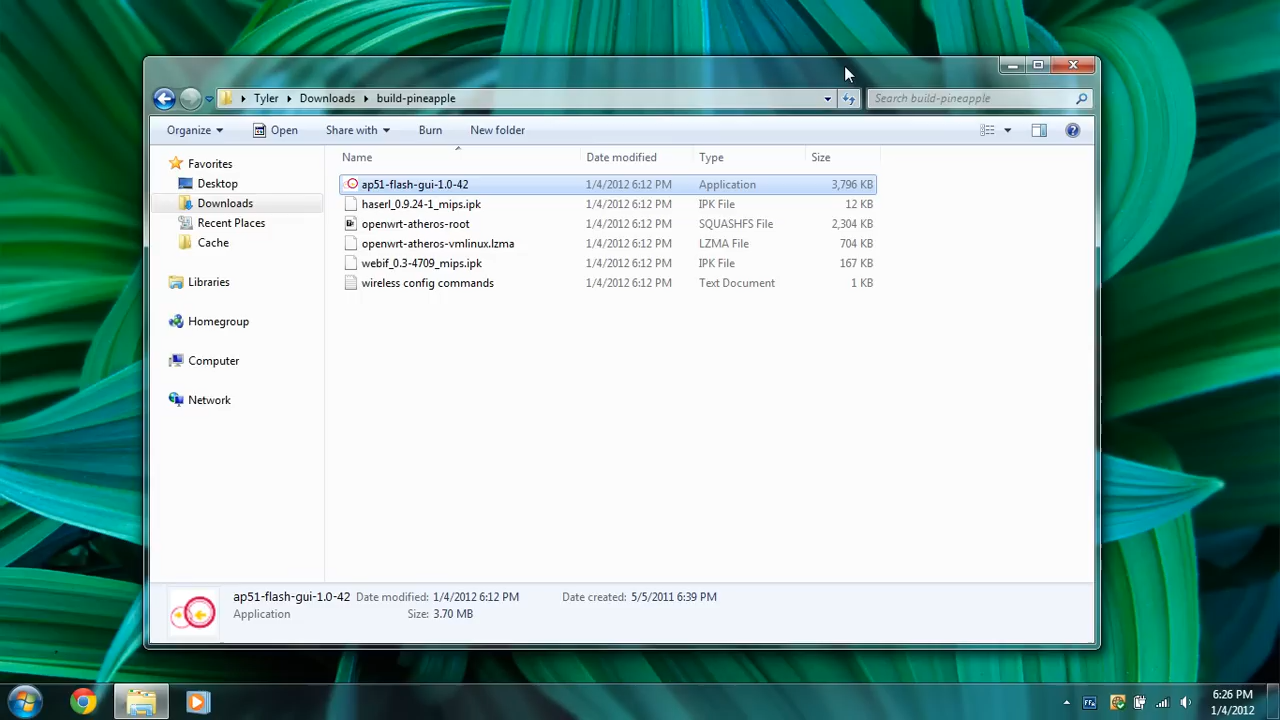 Tyler Downloads build-pineapple Search build-pineapple
Organize Open Share with Burn New folder
Name Date modified Type Size
Favorites
Desktop
Downloads
Recent Places
Cache
Libraries
Homegroup
Computer
Network
ap51-flash-gui-1.0-42 1/4/2012 6:12 PM Application 3,796 KB
haserl_0.9.24-1_mips.ipk 1/4/2012 6:12 PM IPK File 12 KB
openwrt-atheros-root 1/4/2012 6:12 PM SQUASHFS File 2,304 KB
openwrt-atheros-vmlinux.lzma 1/4/2012 6:12 PM LZMA File 704 KB
webif_0.3-4709_mips.ipk 1/4/2012 6:12 PM IPK File 167 KB
wireless config commands 1/4/2012 6:12 PM Text Document 1 KB
ap51-flash-gui-1.0-42 Date modified: 1/4/2012 6:12 PM Date created: 5/5/2011 6:39 PM
Application Size: 3.70 MB
6:26 PM
1/4/2012